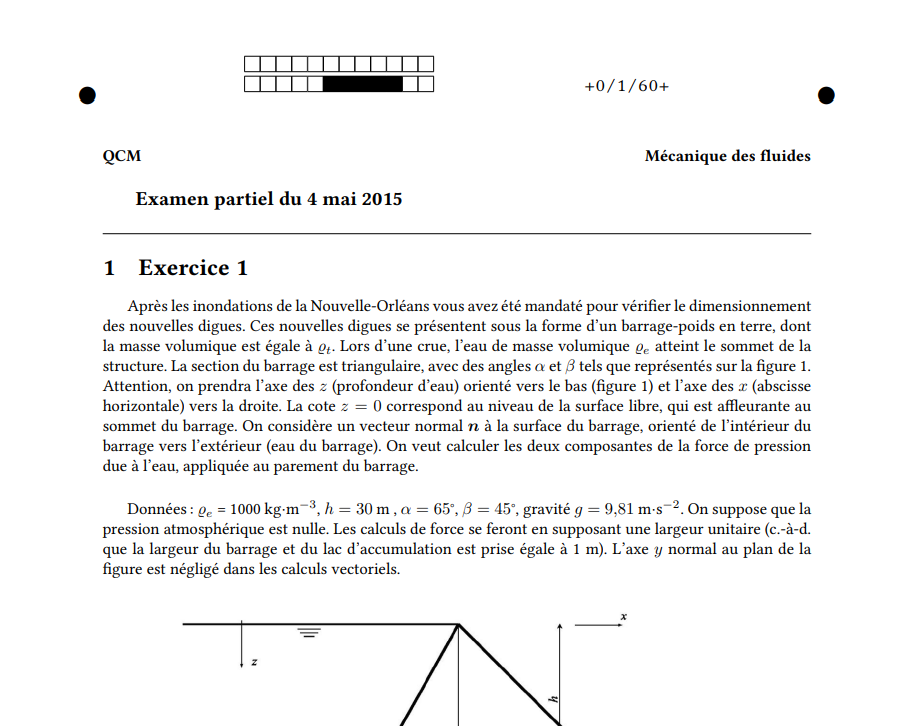 +0/1/60+
QCM Mécanique des fluides
Examen partiel du 4 mai 2015
1 Exercice 1
Après les inondations de la Nouvelle-Orléans vous avez été mandaté pour vérifier le dimensionnement
des nouvelles digues. Ces nouvelles digues se présentent sous la forme d'un barrage-poids en terre, dont
la masse volumique est égale à ϱₜ. Lors d'une crue, l'eau de masse volumique ϱₑ atteint le sommet de la
structure. La section du barrage est triangulaire, avec des angles α et β tels que représentés sur la figure 1.
Attention, on prendra l'axe des z (profondeur d'eau) orienté vers le bas (figure 1) et l'axe des x (abscisse
horizontale) vers la droite. La cote z = 0 correspond au niveau de la surface libre, qui est affleurante au
sommet du barrage. On considère un vecteur normal n à la surface du barrage, orienté de l'intérieur du
barrage vers l'extérieur (eau du barrage). On veut calculer les deux composantes de la force de pression
due à l'eau, appliquée au parement du barrage.
Données : ϱₑ = 1000 kg·m⁻³, h = 30 m , α = 65°, β = 45°, gravité g = 9,81 m·s⁻². On suppose que la
pression atmosphérique est nulle. Les calculs de force se feront en supposant une largeur unitaire (c.-à-d.
que la largeur du barrage et du lac d'accumulation est prise égale à 1 m). L'axe y normal au plan de la
figure est négligé dans les calculs vectoriels.
x
z
h